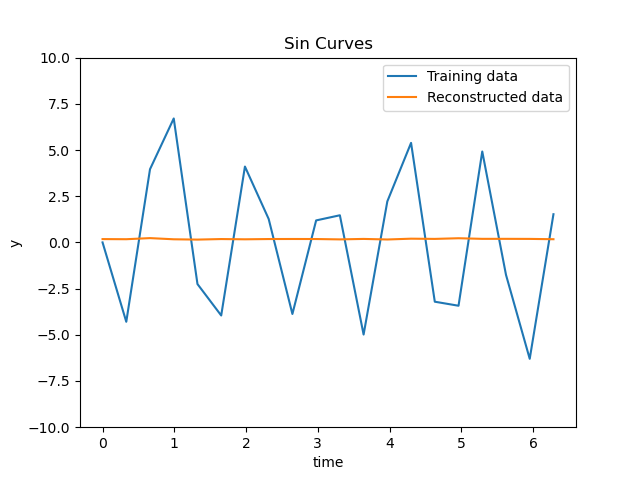 Sin Curves
10.0
7.5
5.0
2.5
0.0
−2.5
−5.0
−7.5
−10.0
y
Training data
Reconstructed data
0 1 2 3 4 5 6
time